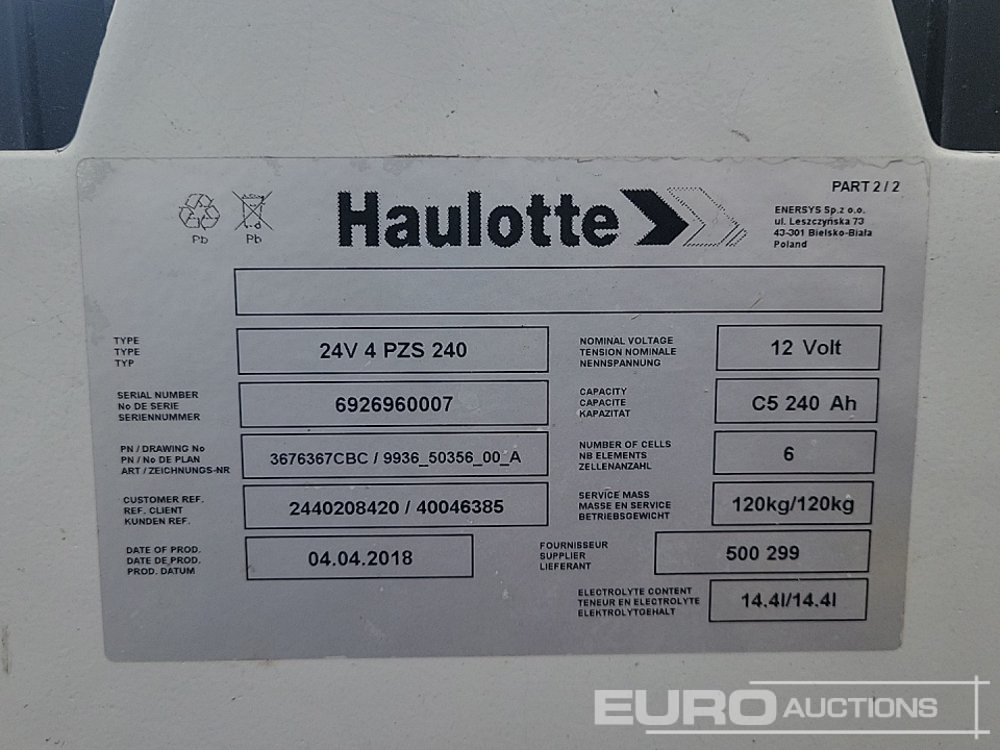 PART 2 / 2
Pb
Pb
Haulotte
ENERSYS Sp.z o.o.
ul. Leszczyńska 73
43-301 Bielsko-Biała
Poland
TYPE
TYPE
TYP
24V 4 PZS 240
NOMINAL VOLTAGE
TENSION NOMINALE
NENNSPANNUNG
12 Volt
SERIAL NUMBER
No DE SERIE
SERIENNUMMER
6926960007
CAPACITY
CAPACITE
KAPAZITAT
C5 240 Ah
PN / DRAWING No
PN / No DE PLAN
ART / ZEICHNUNGS-NR
3676367CBC / 9936_50356_00_A
NUMBER OF CELLS
NB ELEMENTS
ZELLENANZAHL
6
CUSTOMER REF.
REF. CLIENT
KUNDEN REF.
2440208420 / 40046385
SERVICE MASS
MASSE EN SERVICE
BETRIEBSGEWICHT
120kg/120kg
DATE OF PROD.
DATE DE PROD.
PROD. DATUM
04.04.2018
FOURNISSEUR
SUPPLIER
LIEFERANT
500 299
ELECTROLYTE CONTENT
TENEUR EN ELECTROLYTE
ELEKTROLYTGEHALT
14.4l/14.4l
EURO AUCTIONS